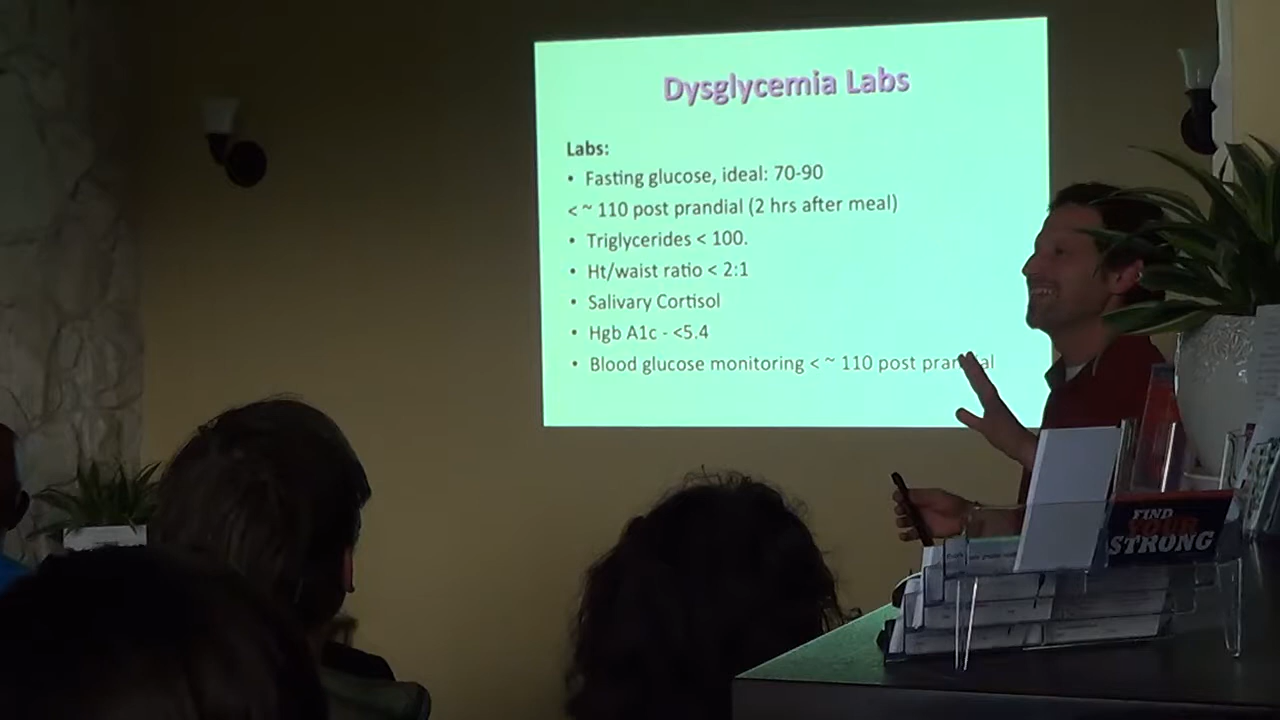 Dysglycemia Labs
Labs:
• Fasting glucose, ideal: 70-90
< ~ 110 post prandial (2 hrs after meal)
• Triglycerides < 100.
• Ht/waist ratio < 2:1
• Salivary Cortisol
• Hgb A1c - <5.4
• Blood glucose monitoring < ~ 110 post prandial
FIND
YOUR
STRONG